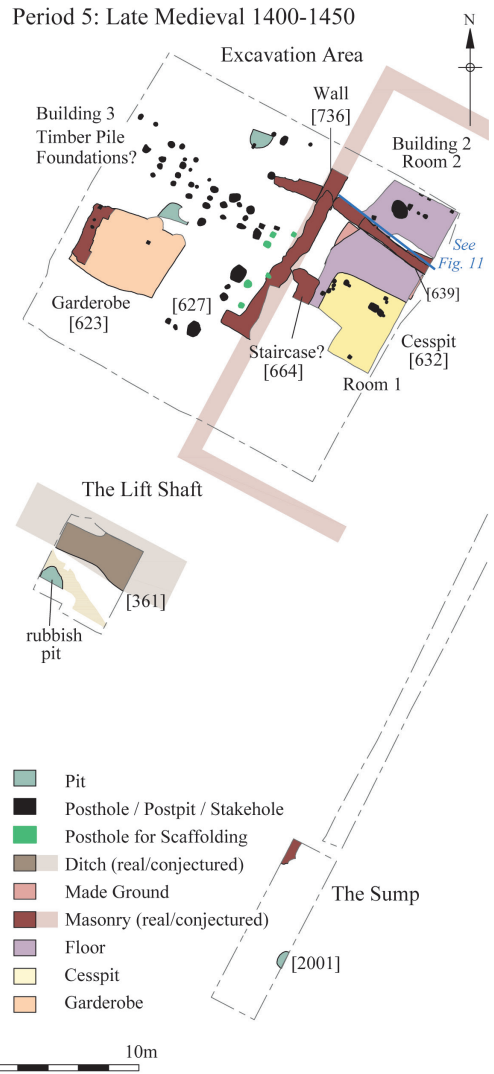 Period 5: Late Medieval 1400-1450
N
Excavation Area
Wall
[736]
Building 3
Timber Pile
Foundations?
Building 2
Room 2
See
Fig. 11
[639]
Garderobe
[623]
[627]
Staircase?
[664]
Cesspit
[632]
Room 1
The Lift Shaft
[361]
rubbish
pit
Pit
Posthole / Postpit / Stakehole
Posthole for Scaffolding
Ditch (real/conjectured)
Made Ground
Masonry (real/conjectured)
Floor
Cesspit
Garderobe
The Sump
[2001]
10m